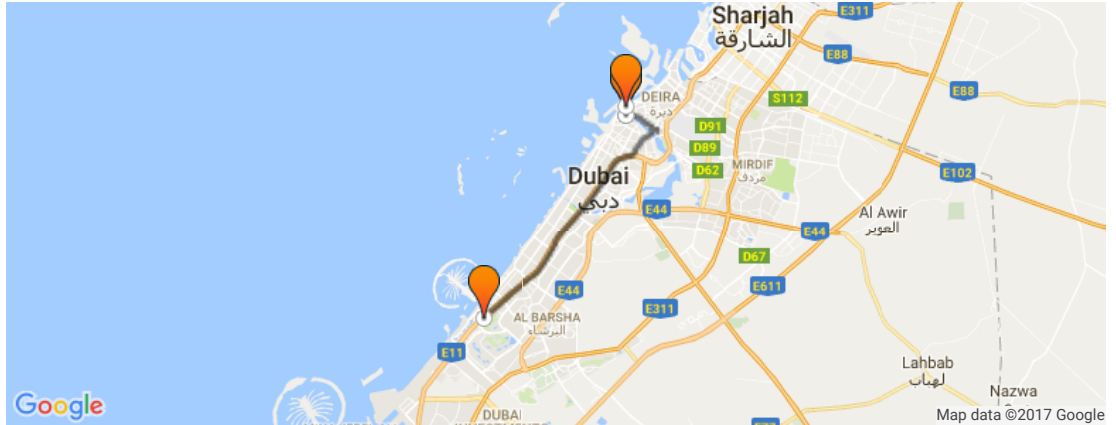 Sharjah
الشارقة
E311
E88
E88
DEIRA
ديرة
S112
D91
D89
D62
MIRDIF
مردف
E102
Dubai
دبي
E44
Al Awir
العوير
E44
D67
E611
E44
E311
AL BARSHA
البرشاء
E11
Lahbab
لهباب
Nazwa
DUBAI
Google
Map data ©2017 Google